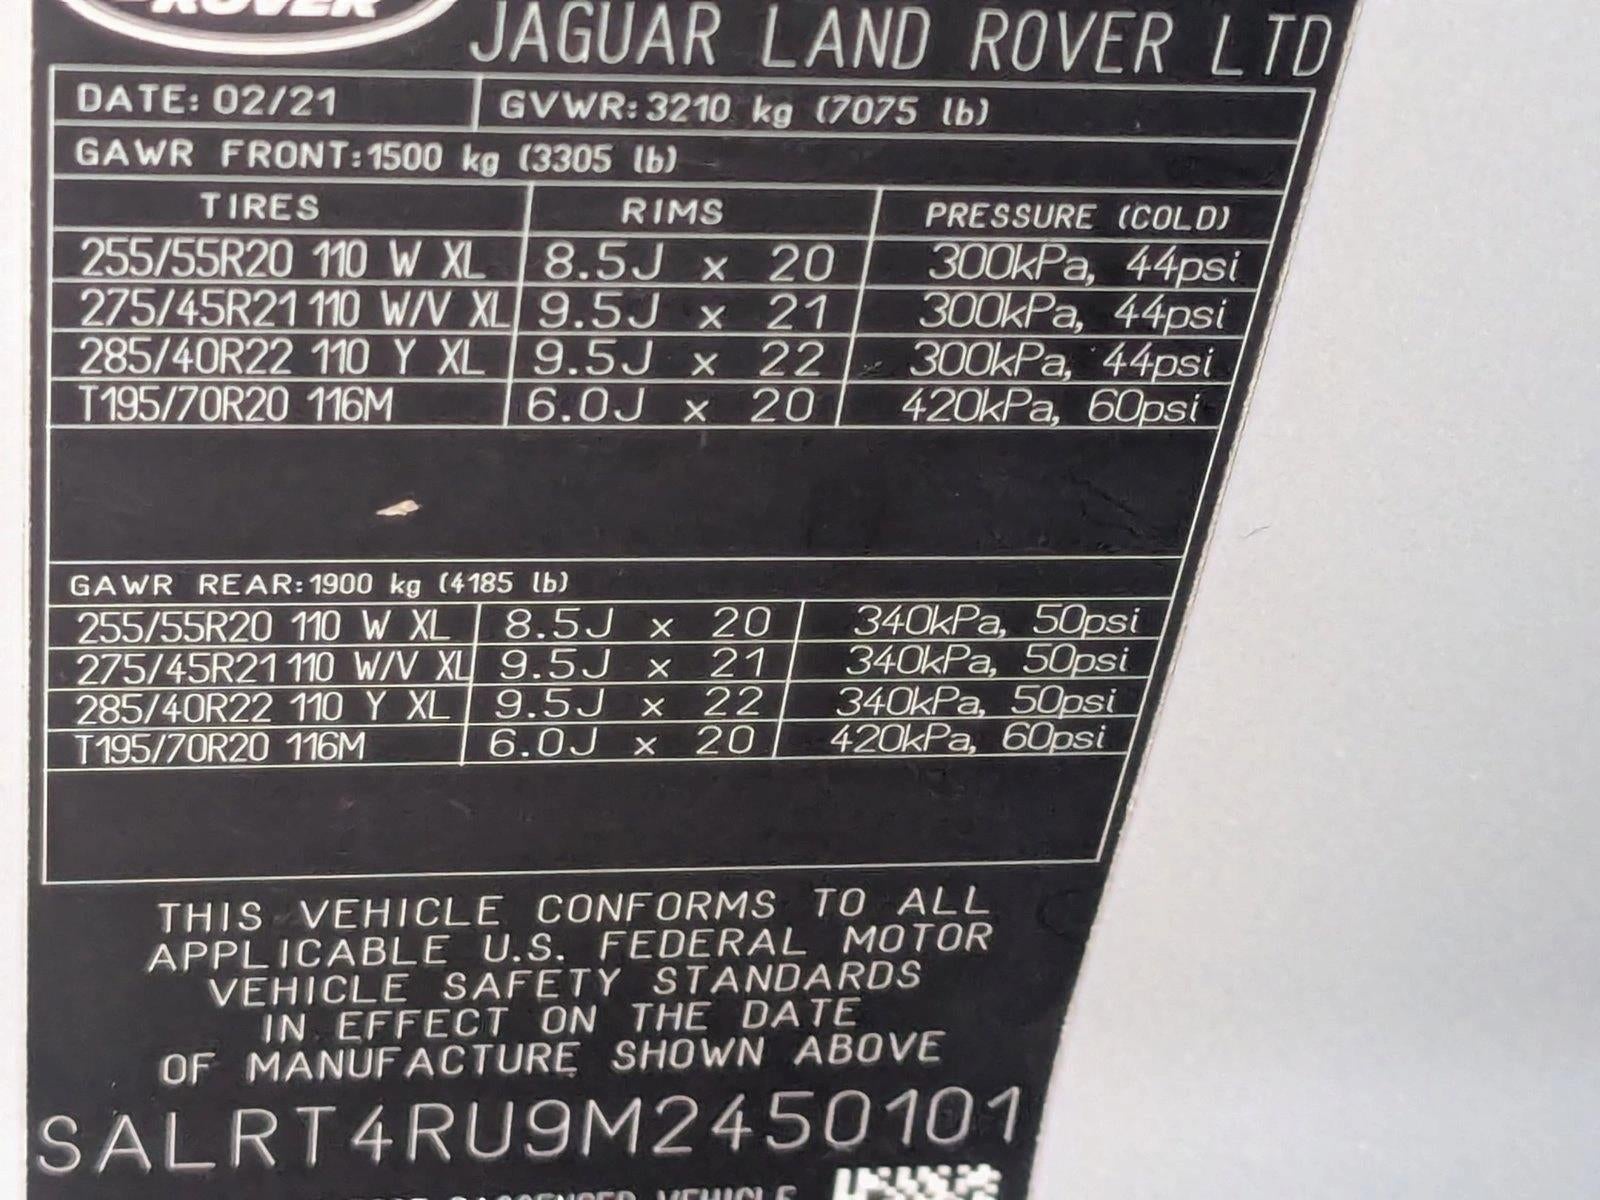 ROVER
JAGUAR LAND ROVER LTD
DATE: 02/21 GVWR: 3210 kg (7075 lb)
GAWR FRONT: 1500 kg (3305 lb)
TIRES RIMS PRESSURE (COLD)
255/55R20 110 W XL 8.5J x 20 300kPa, 44psi
275/45R21 110 W/V XL 9.5J x 21 300kPa, 44psi
285/40R22 110 Y XL 9.5J x 22 300kPa, 44psi
T195/70R20 116M 6.0J x 20 420kPa, 60psi
GAWR REAR: 1900 kg (4185 lb)
255/55R20 110 W XL 8.5J x 20 340kPa, 50psi
275/45R21 110 W/V XL 9.5J x 21 340kPa, 50psi
285/40R22 110 Y XL 9.5J x 22 340kPa, 50psi
T195/70R20 116M 6.0J x 20 420kPa, 60psi
THIS VEHICLE CONFORMS TO ALL
APPLICABLE U.S. FEDERAL MOTOR
VEHICLE SAFETY STANDARDS
IN EFFECT ON THE DATE
OF MANUFACTURE SHOWN ABOVE
SALRT4RU9M2450101
PASSENGER VEHICLE